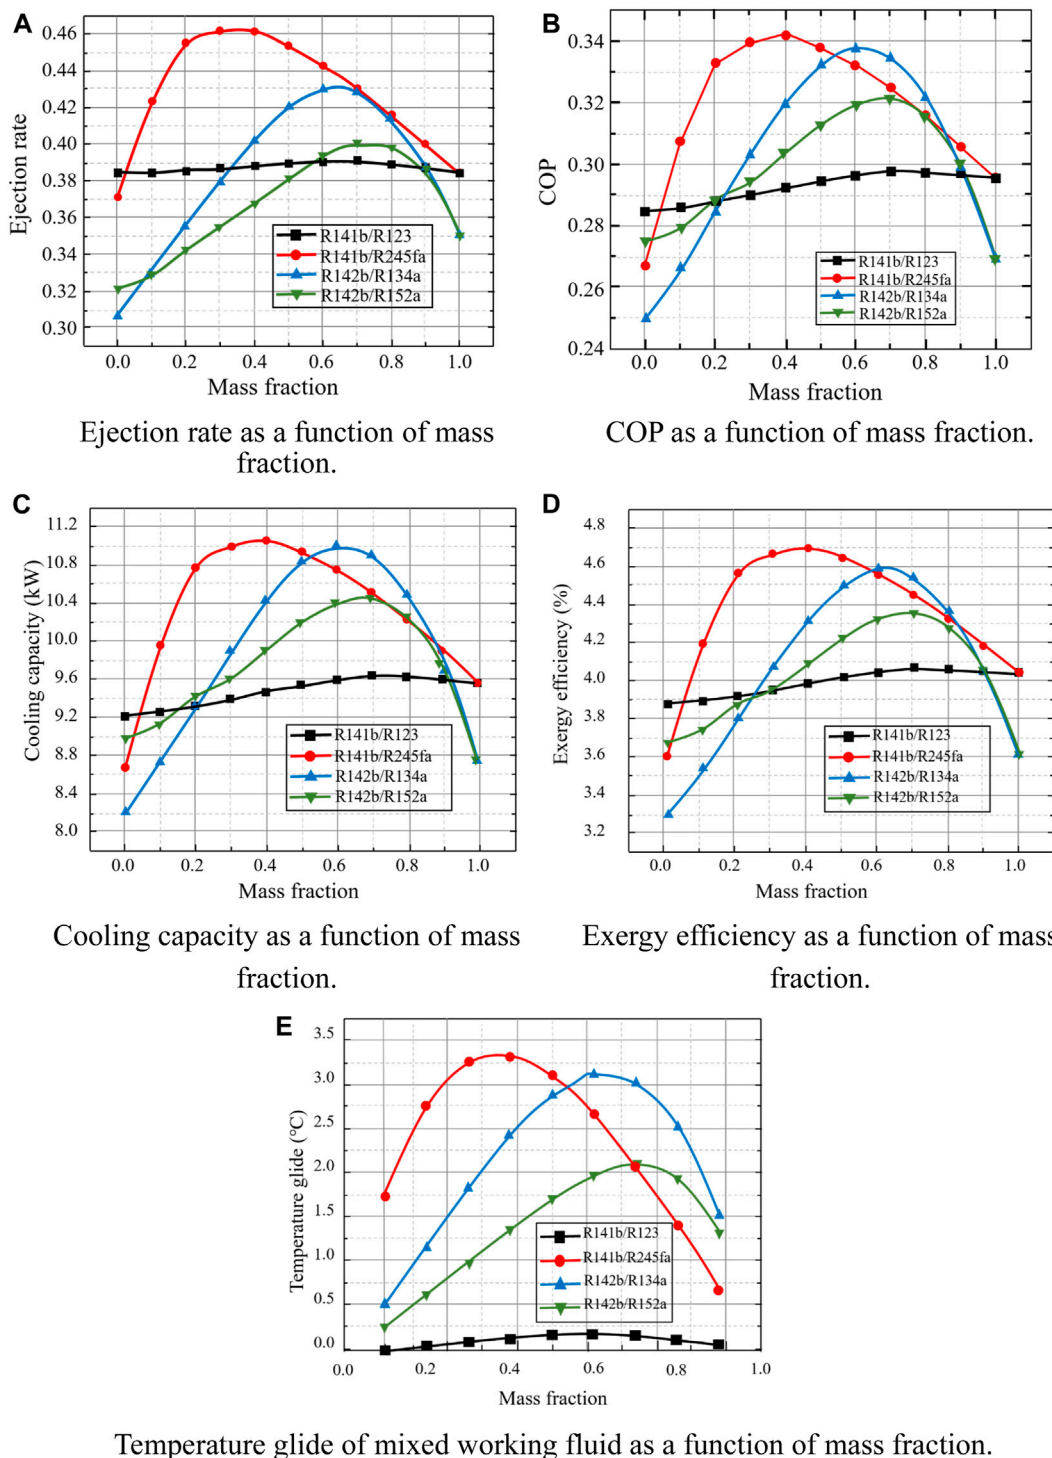 A
0.46
0.44
0.42
0.40
0.38
0.36
0.34
0.32
0.30
Ejection rate
R141b/R123
R141b/R245fa
R142b/R134a
R142b/R152a
0.0 0.2 0.4 0.6 0.8 1.0
Mass fraction
Ejection rate as a function of mass
fraction.
B
0.34
0.32
0.30
0.28
0.26
0.24
COP
R141b/R123
R141b/R245fa
R142b/R134a
R142b/R152a
0.0 0.2 0.4 0.6 0.8 1.0
Mass fraction
COP as a function of mass fraction.
C
11.2
10.8
10.4
10.0
9.6
9.2
8.8
8.4
8.0
Cooling capacity (kW)
R141b/R123
R141b/R245fa
R142b/R134a
R142b/R152a
0.0 0.2 0.4 0.6 0.8 1.0
Mass fraction
Cooling capacity as a function of mass
fraction.
D
4.8
4.6
4.4
4.2
4.0
3.8
3.6
3.4
3.2
Exergy efficiency (%)
R141b/R123
R141b/R245fa
R142b/R134a
R142b/R152a
0.0 0.2 0.4 0.6 0.8 1.0
Mass fraction
Exergy efficiency as a function of mass
fraction.
E
3.5
3.0
2.5
2.0
1.5
1.0
0.5
0.0
Temperature glide (°C)
R141b/R123
R141b/R245fa
R142b/R134a
R142b/R152a
0.0 0.2 0.4 0.6 0.8 1.0
Mass fraction
Temperature glide of mixed working fluid as a function of mass fraction.